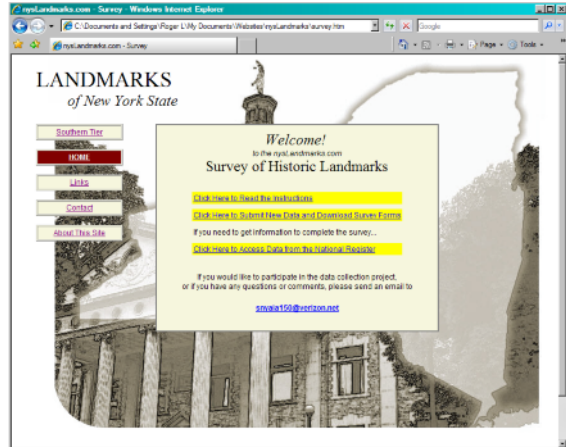 nysLandmarks.com - Survey - Windows Internet Explorer
C:\Documents and Settings\Roger L\My Documents\Websites\nysLandmarks\survey.htm
Google
nysLandmarks.com - Survey
Page
Tools
LANDMARKS
of New York State
Southern Tier
HOME
Links
Contact
About This Site
Welcome!
to the nysLandmarks.com
Survey of Historic Landmarks
Click Here to Read the Instructions
Click Here to Submit New Data and Download Survey Forms
If you need to get information to complete the survey...
Click Here to Access Data from the National Register
If you would like to participate in the data collection project,
or if you have any questions or comments, please send an email to